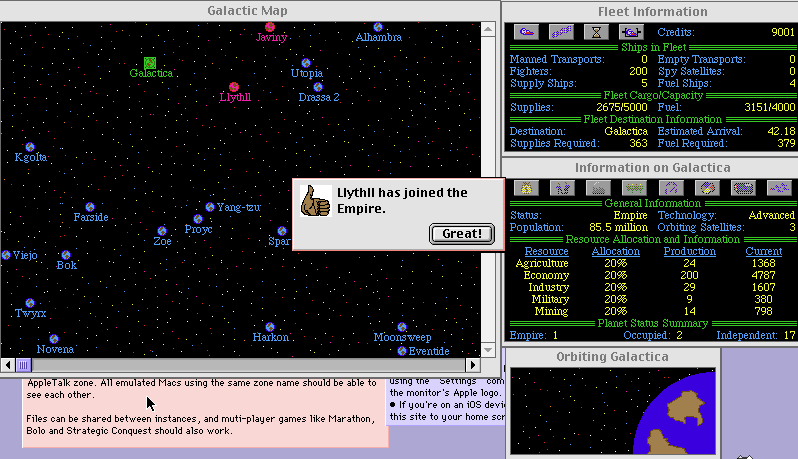 Galactic Map
Javiny
Alhambra
Galactica
Utopia
Llythll
Drassa 2
Kgolta
Farside
Yang-tzu
Proyc
Zoe
Spar
Viejo
Bok
Twyrx
Novena
Harkon
Moonsweep
Eventide
Llythll has joined the
Empire.
Great!
Fleet Information
Credits: 9001
Ships in Fleet
Manned Transports: 0 Empty Transports: 0
Fighters: 200 Spy Satellites: 0
Supply Ships: 5 Fuel Ships: 4
Fleet Cargo/Capacity
Supplies: 2675/5000 Fuel: 3151/4000
Fleet Destination Information
Destination: Galactica Estimated Arrival: 42.18
Supplies Required: 363 Fuel Required: 379
Information on Galactica
General Information
Status: Empire Technology: Advanced
Population: 85.5 million Orbiting Satellites: 3
Resource Allocation and Information
Resource Allocation Production Current
Agriculture 20% 24 1368
Economy 20% 200 4787
Industry 20% 29 1607
Military 20% 9 380
Mining 20% 14 798
Planet Status Summary
Empire: 1 Occupied: 2 Independent: 17
Orbiting Galactica
AppleTalk zone. All emulated Macs using the same zone name should be able to
see each other.
Files can be shared between instances, and muti-player games like Marathon,
Bolo and Strategic Conquest should also work.
using the "Settings" com
the monitor's Apple logo.
● If you're on an iOS devi
this site to your home scr